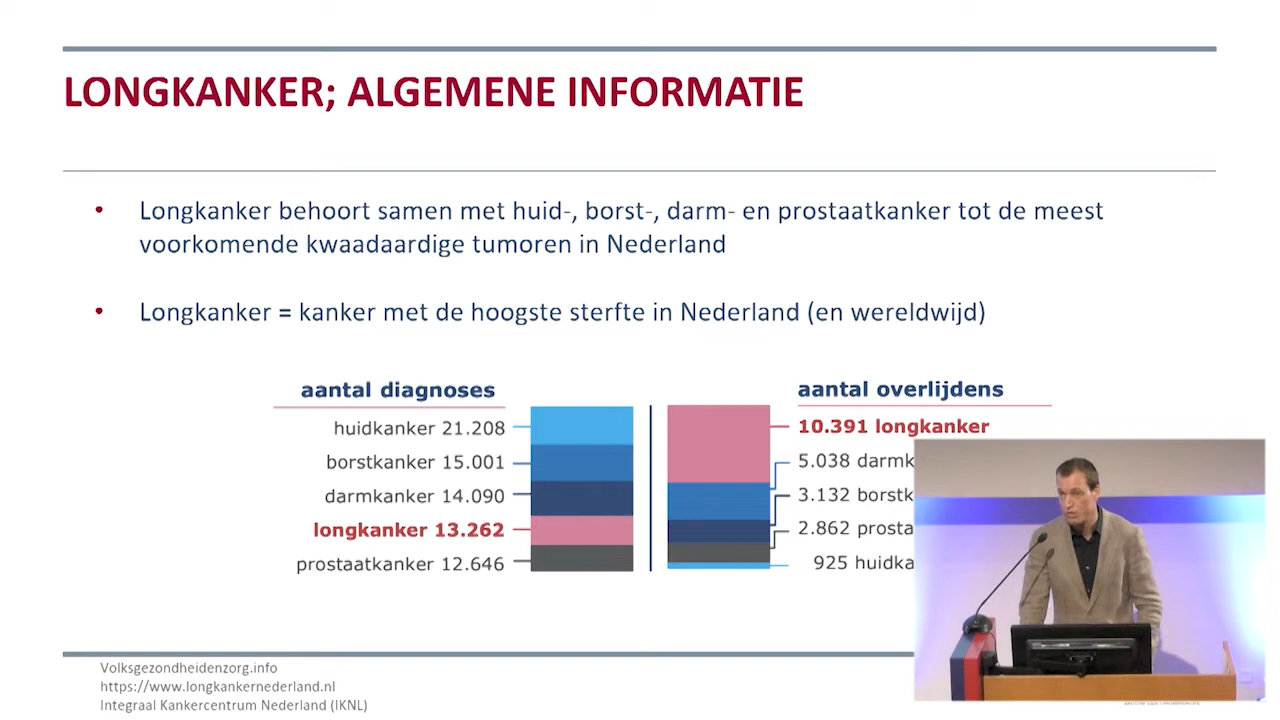 LONGKANKER; ALGEMENE INFORMATIE
• Longkanker behoort samen met huid-, borst-, darm- en prostaatkanker tot de meest
voorkomende kwaadaardige tumoren in Nederland
• Longkanker = kanker met de hoogste sterfte in Nederland (en wereldwijd)
aantal diagnoses
huidkanker 21.208
borstkanker 15.001
darmkanker 14.090
longkanker 13.262
prostaatkanker 12.646
aantal overlijdens
10.391 longkanker
5.038 darmk
3.132 borstk
2.862 prosta
925 huidka
Volksgezondheidenzorg.info
https://www.longkankernederland.nl
Integraal Kankercentrum Nederland (IKNL)